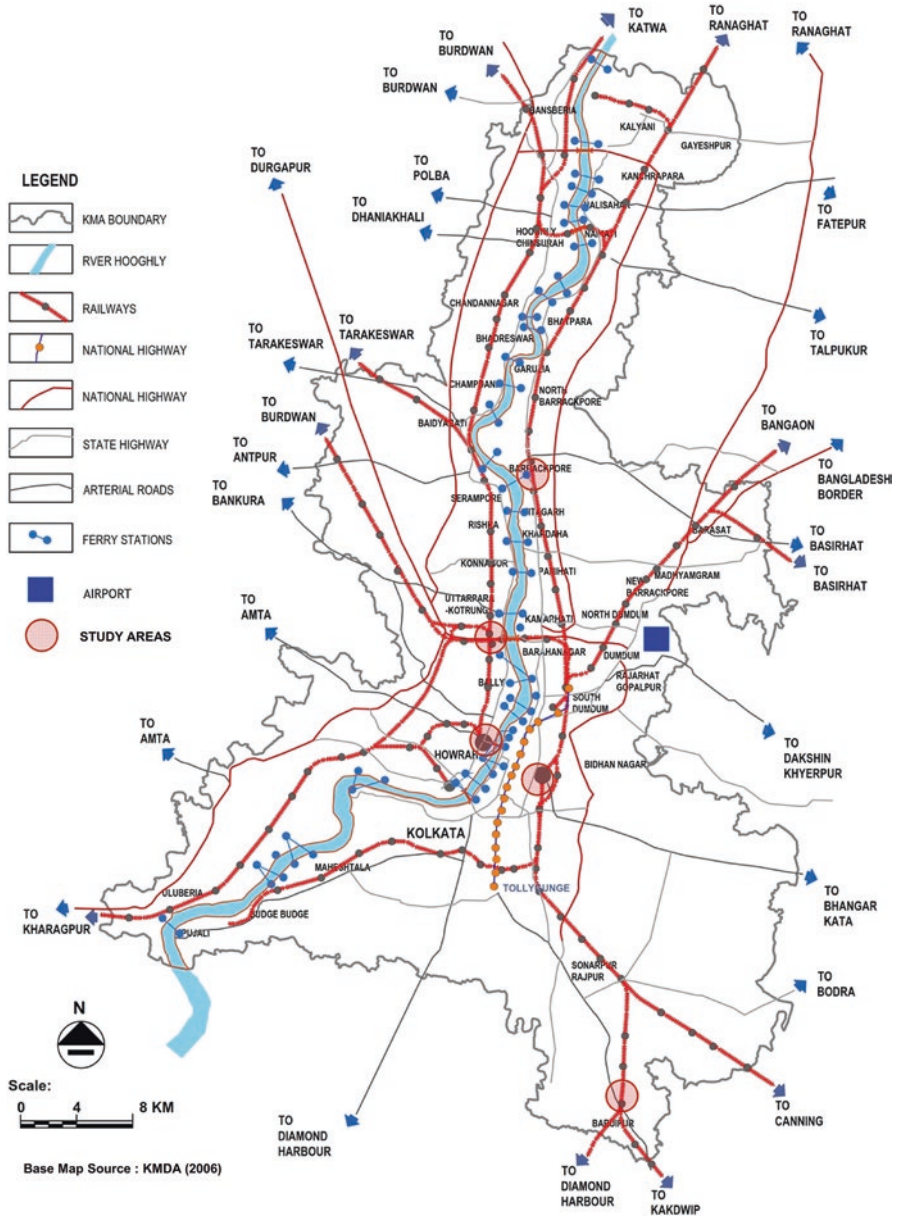 TO
KATWA
TO
RANAGHAT
TO
RANAGHAT
TO
BURDWAN
TO
BURDWAN
BANSBERIA
KALYANI
GAYESHPUR
TO
DURGAPUR
TO
POLBA
KANCHRAPARA
TO
DHANIAKHALI
HALISAHAR
TO
FATEPUR
HOOGHLY
CHINSURAH
NAIHATI
LEGEND
KMA BOUNDARY
RVER HOOGHLY
RAILWAYS
NATIONAL HIGHWAY
NATIONAL HIGHWAY
STATE HIGHWAY
ARTERIAL ROADS
FERRY STATIONS
AIRPORT
STUDY AREAS
CHANDANNAGAR
BHATPARA
TO
TALPUKUR
TO
TARAKESWAR
TO
TARAKESWAR
BHADRESWAR
GARULIA
CHAMPDANI
NORTH
BARRACKPORE
TO
BURDWAN
BAIDYABATI
TO
BANGAON
TO
ANTPUR
BARRACKPORE
TO
BANGLADESH
BORDER
TO
BANKURA
SERAMPORE
TITAGARH
RISHRA
KHARDAHA
BARASAT
TO
BASIRHAT
KONNAGUR
PANIHATI
MADHYAMGRAM
TO
BASIRHAT
NEW
BARRACKPORE
UTTARPARA
-KOTRUNG
TO
AMTA
KAMARHATI
NORTH DUMDUM
BARAHANAGAR
DUMDUM
BALLY
RAJARHAT
GOPALPUR
SOUTH
DUMDUM
TO
AMTA
HOWRAH
TO
DAKSHIN
KHYERPUR
BIDHAN NAGAR
KOLKATA
MAHESHTALA
TOLLYGUNGE
TO
BHANGAR
KATA
ULUBERIA
TO
KHARAGPUR
BUDGE BUDGE
PUJALI
SONARPUR
RAJPUR
TO
BODRA
N
Scale:
0 4 8 KM
TO
DIAMOND
HARBOUR
BARUIPUR
TO
CANNING
TO
DIAMOND
HARBOUR
TO
KAKDWIP
Base Map Source : KMDA (2006)